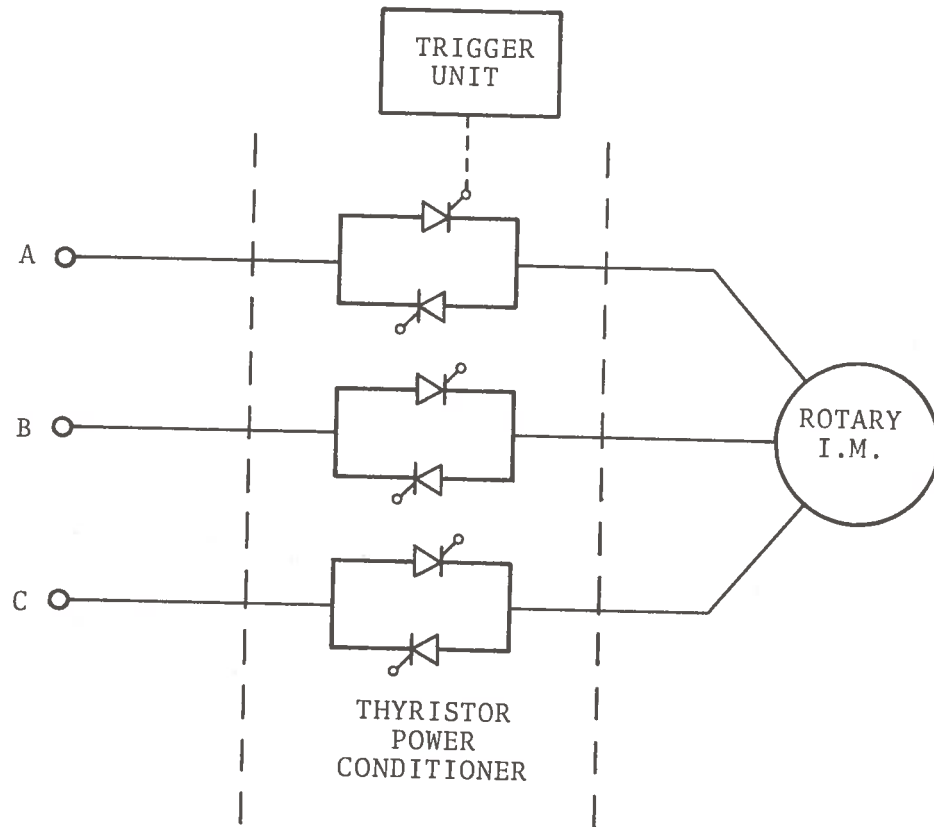 TRIGGER
UNIT
A
B
ROTARY
I.M.
C
THYRISTOR
POWER
CONDITIONER